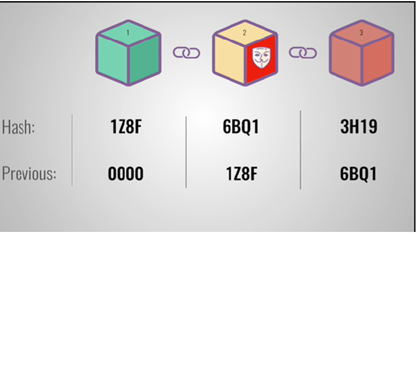 1 2 3
Hash: 1Z8F 6BQ1 3H19
Previous: 0000 1Z8F 6BQ1